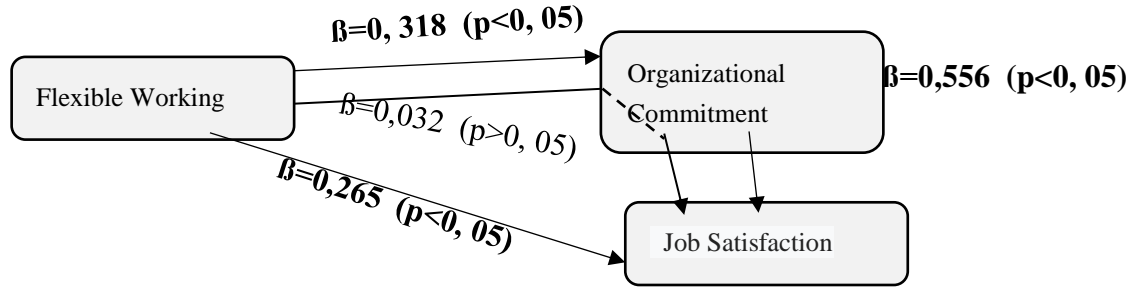 ß=0, 318 (p<0, 05)
Flexible Working
Organizational
Commitment
ß=0,556 (p<0, 05)
ß=0,032 (p>0, 05)
ß=0,265 (p<0, 05)
Job Satisfaction